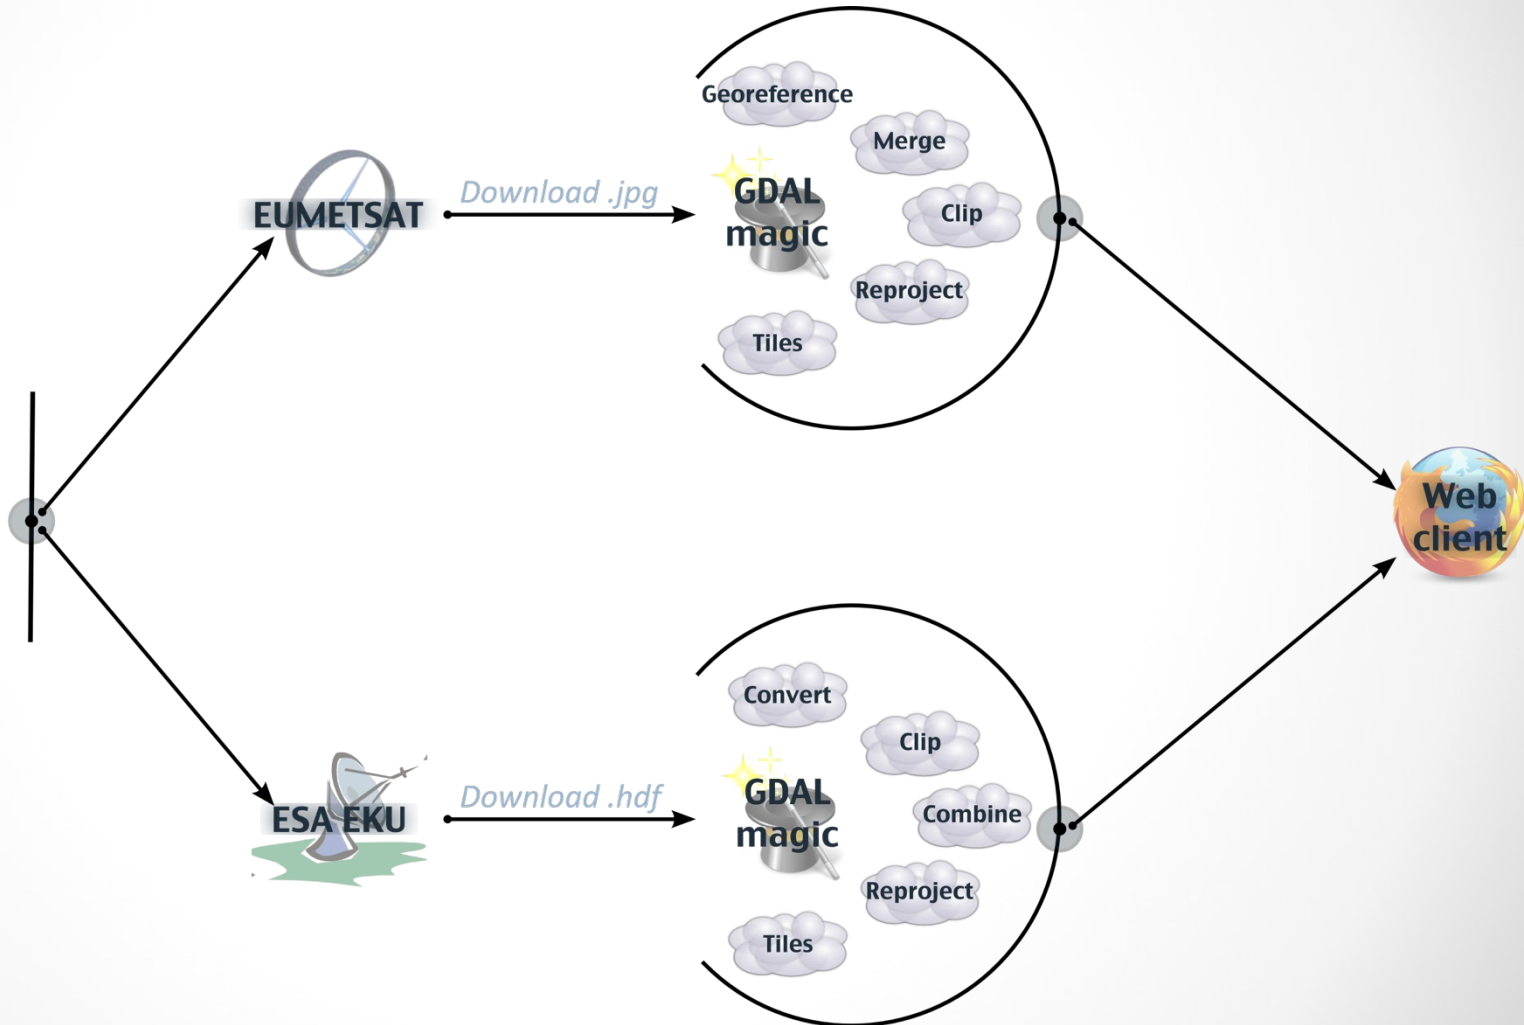 Georeference
Merge
EUMETSAT
Download .jpg
GDAL
magic
Clip
Reproject
Tiles
Web
client
Convert
Clip
ESA EKU
Download .hdf
GDAL
magic
Combine
Reproject
Tiles